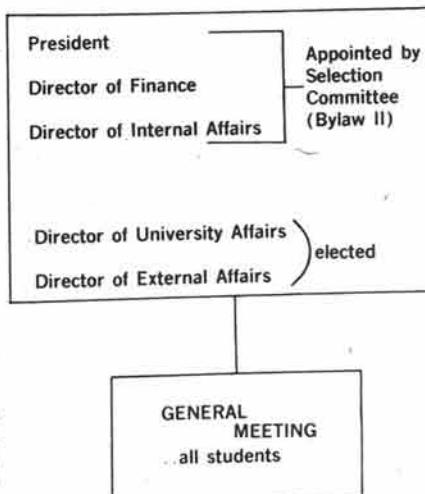 President
Director of Finance
Director of Internal Affairs
Appointed by
Selection
Committee
(Bylaw II)
Director of University Affairs
Director of External Affairs
elected
GENERAL
MEETING
all students